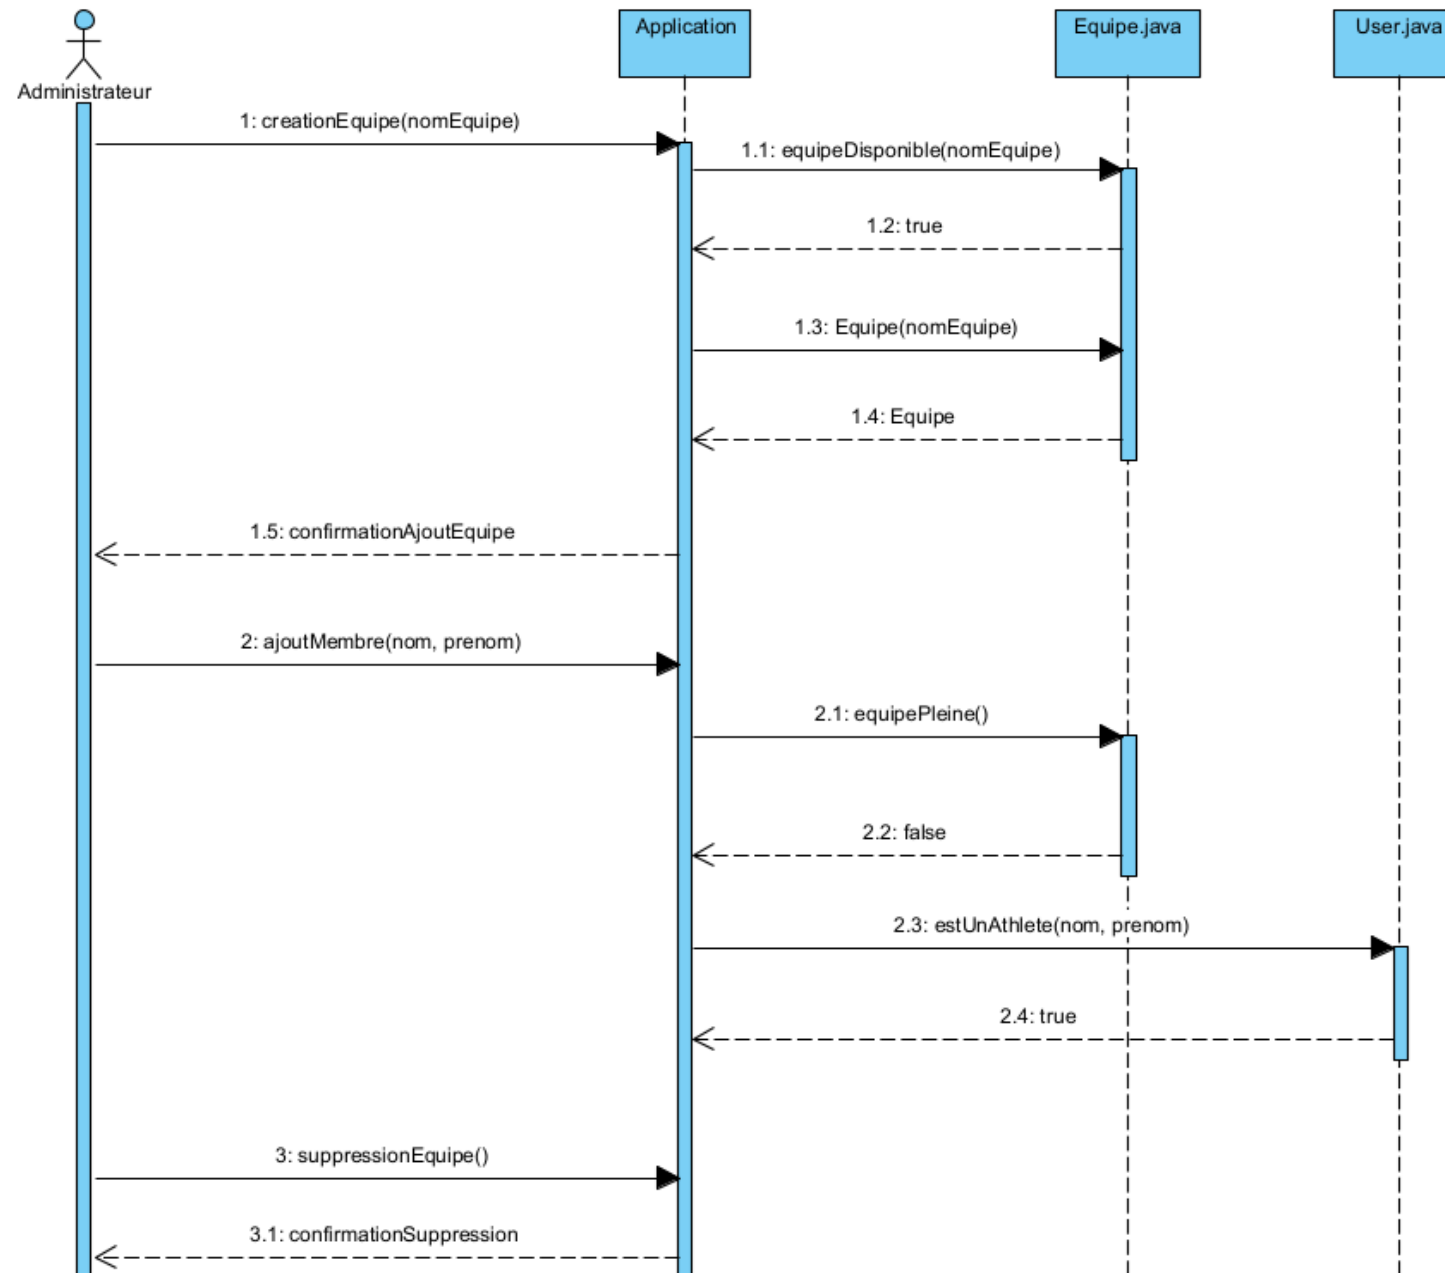 Administrateur
Application
Equipe.java
User.java
1: creationEquipe(nomEquipe)
1.1: equipeDisponible(nomEquipe)
1.2: true
1.3: Equipe(nomEquipe)
1.4: Equipe
1.5: confirmationAjoutEquipe
2: ajoutMembre(nom, prenom)
2.1: equipePleine()
2.2: false
2.3: estUnAthlete(nom, prenom)
2.4: true
3: suppressionEquipe()
3.1: confirmationSuppression